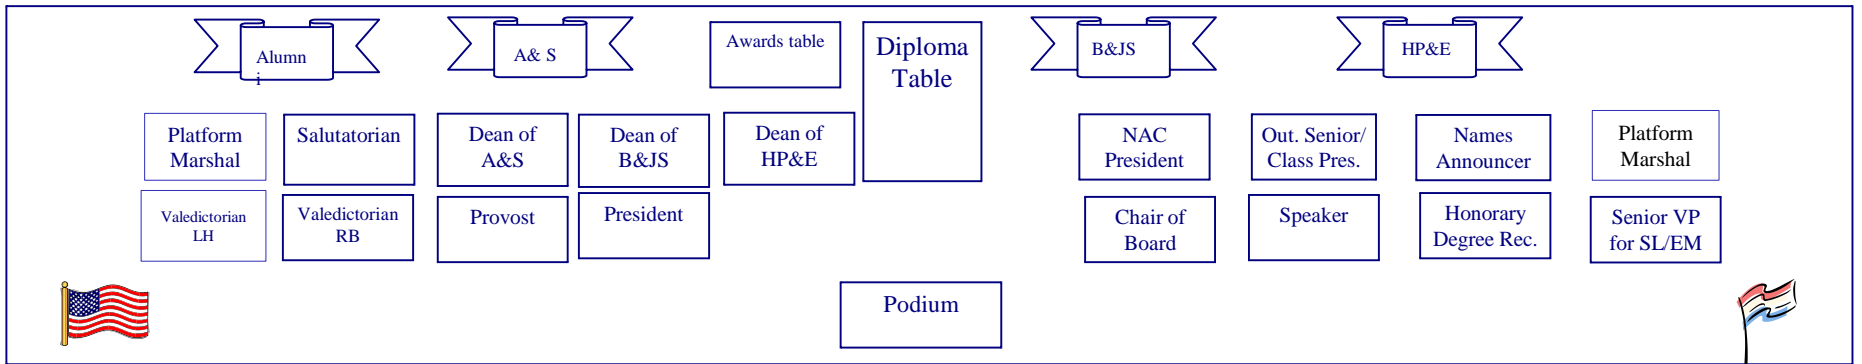 Alumn
i
A& S
Awards table
Diploma
Table
B&JS
HP&E
Platform
Marshal
Salutatorian
Dean of
A&S
Dean of
B&JS
Dean of
HP&E
NAC
President
Out. Senior/
Class Pres.
Names
Announcer
Platform
Marshal
Valedictorian
LH
Valedictorian
RB
Provost
President
Chair of
Board
Speaker
Honorary
Degree Rec.
Senior VP
for SL/EM
Podium